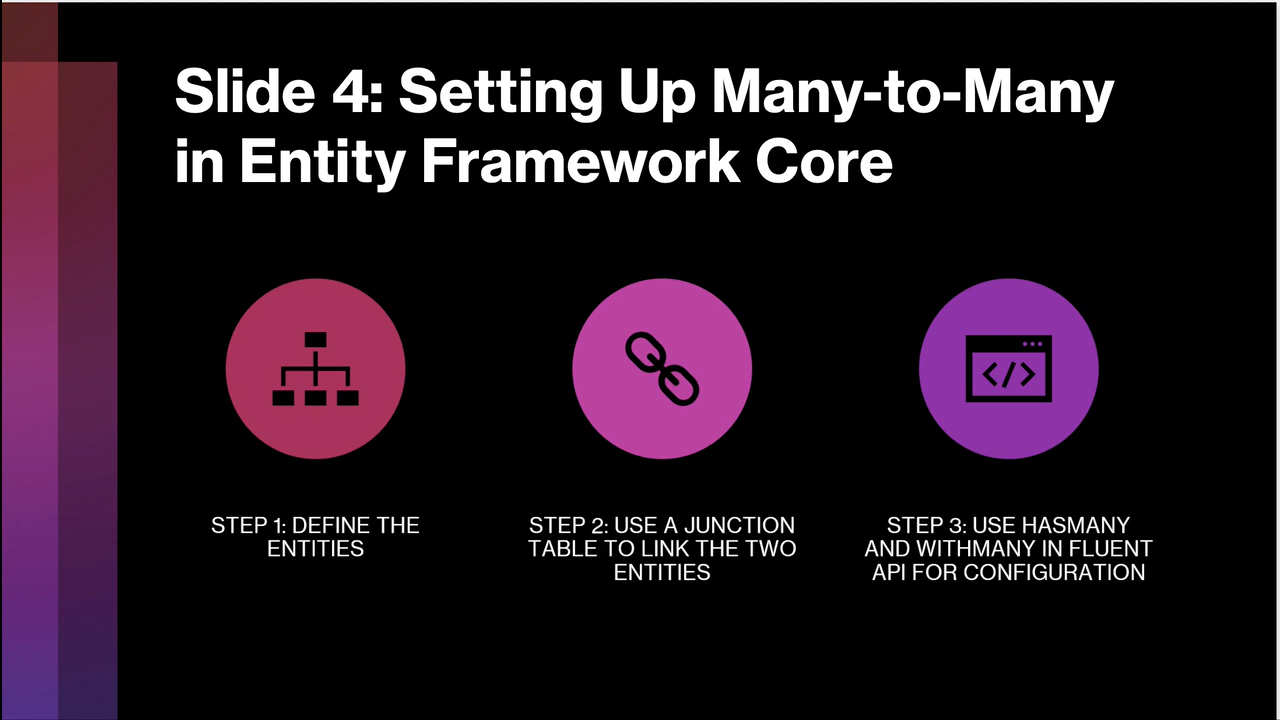 Slide 4: Setting Up Many-to-Many
in Entity Framework Core
STEP 1: DEFINE THE
ENTITIES
STEP 2: USE A JUNCTION
TABLE TO LINK THE TWO
ENTITIES
STEP 3: USE HASMANY
AND WITHMANY IN FLUENT
API FOR CONFIGURATION